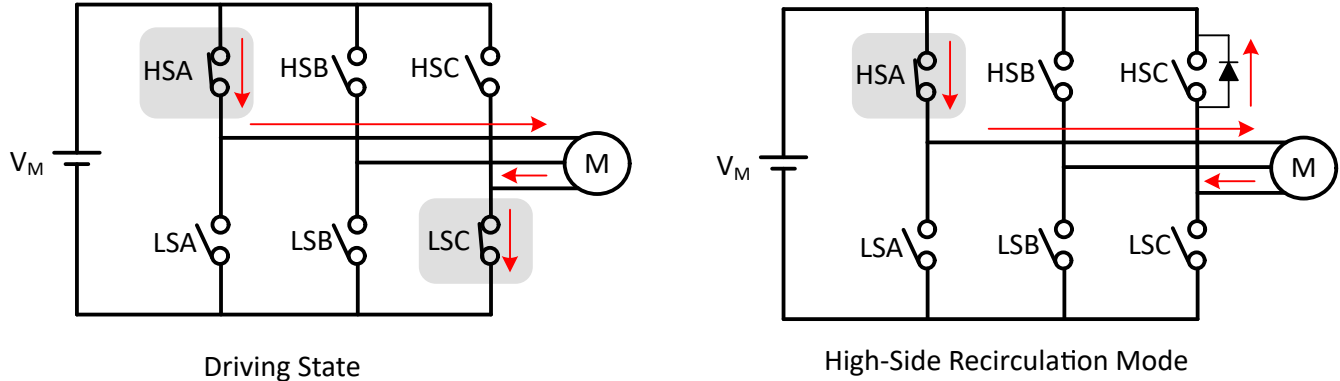 HSA HSB HSC
V_M M
LSA LSB LSC
Driving State
HSA HSB HSC
V_M M
LSA LSB LSC
High-Side Recirculation Mode